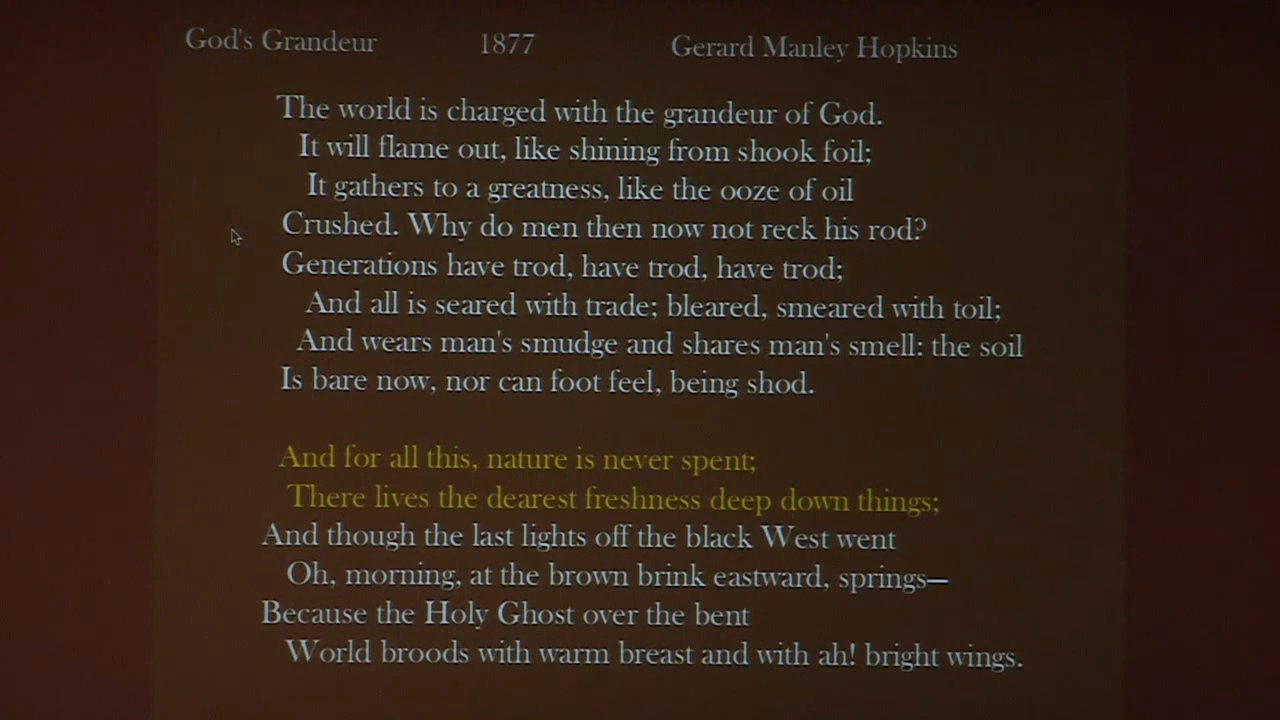 God's Grandeur 1877 Gerard Manley Hopkins
The world is charged with the grandeur of God.
It will flame out, like shining from shook foil;
It gathers to a greatness, like the ooze of oil
Crushed. Why do men then now not reck his rod?
Generations have trod, have trod, have trod;
And all is seared with trade; bleared, smeared with toil;
And wears man's smudge and shares man's smell: the soil
Is bare now, nor can foot feel, being shod.
And for all this, nature is never spent;
There lives the dearest freshness deep down things;
And though the last lights off the black West went
Oh, morning, at the brown brink eastward, springs—
Because the Holy Ghost over the bent
World broods with warm breast and with ah! bright wings.